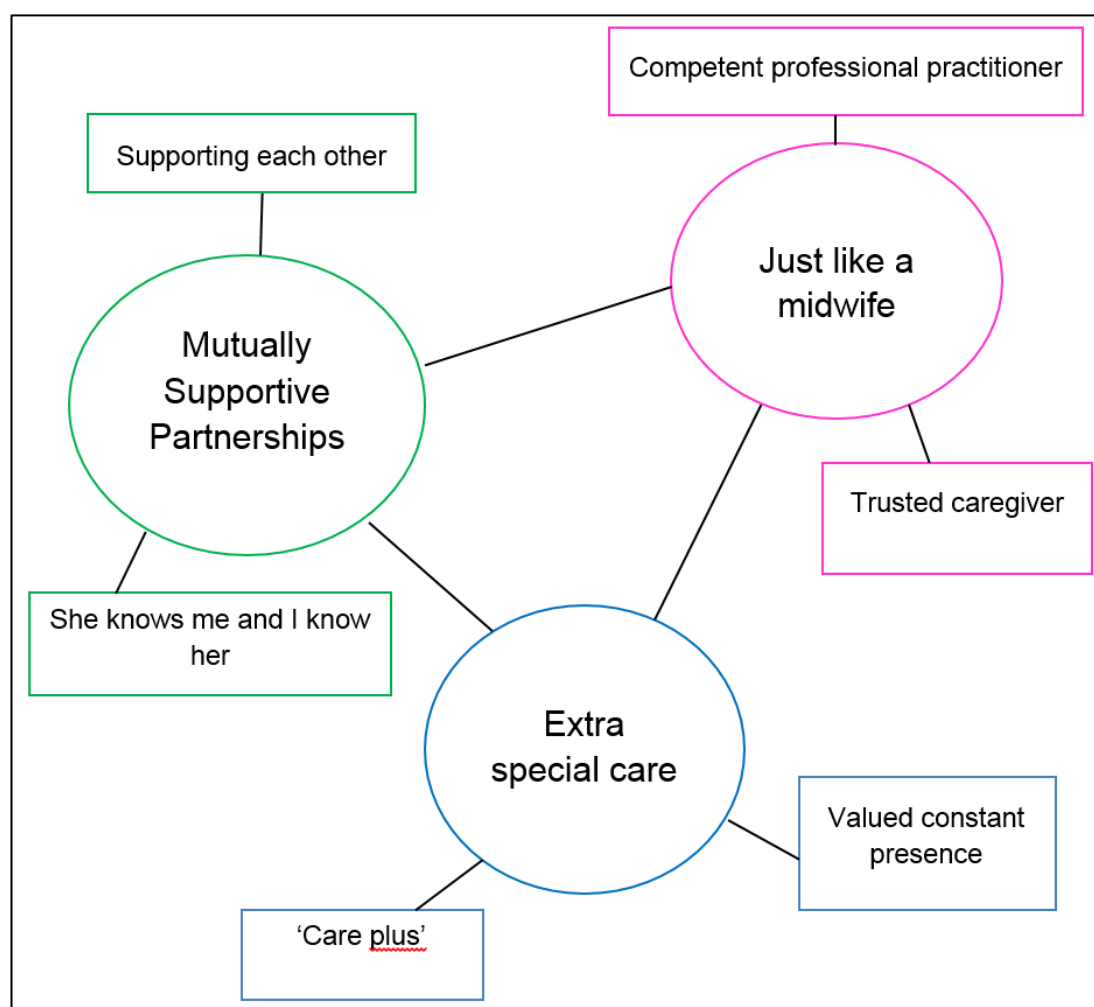 Competent professional practitioner
Supporting each other
Just like a
midwife
Mutually
Supportive
Partnerships
Trusted caregiver
She knows me and I know
her
Extra
special care
Valued constant
presence
‘Care plus’